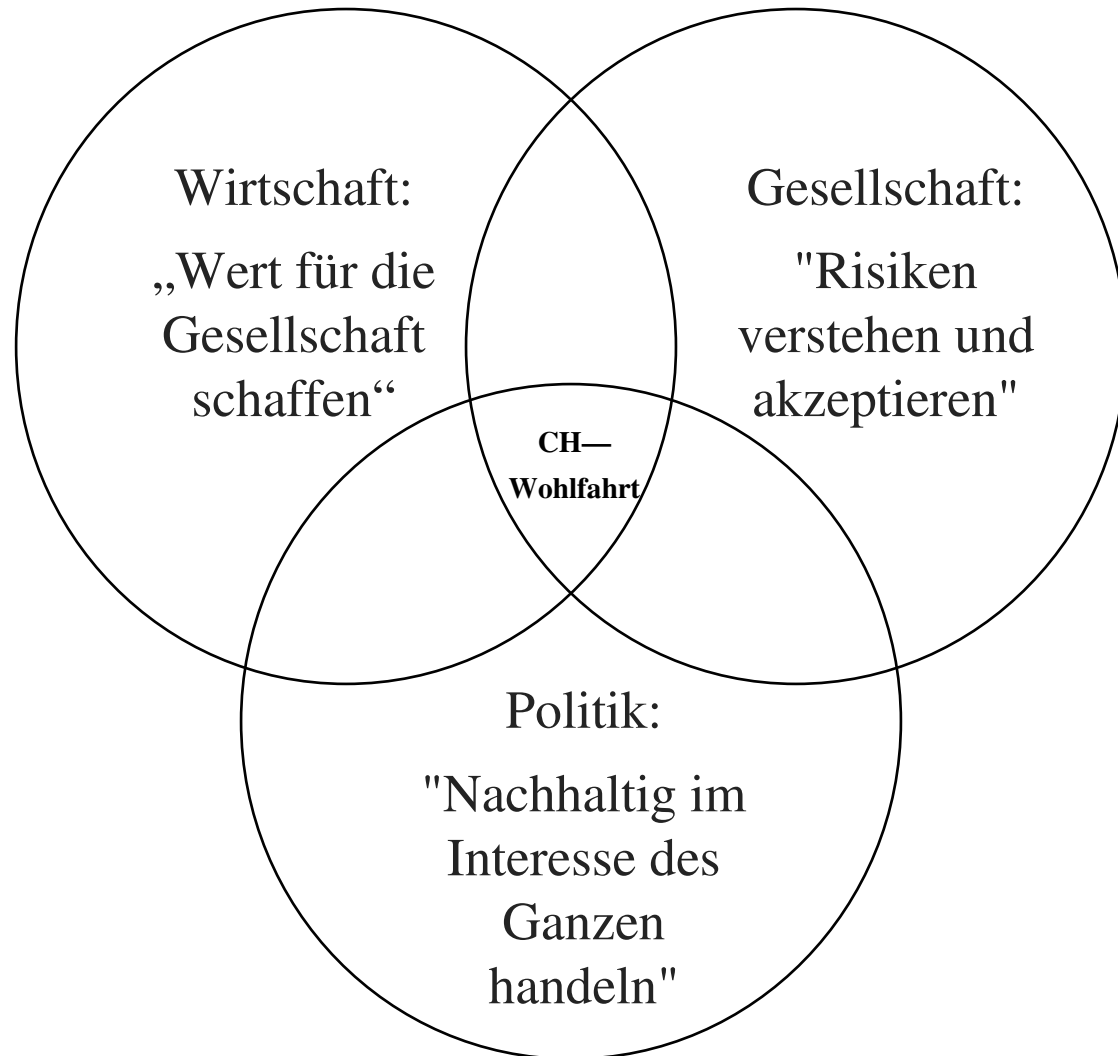 Wirtschaft:
„Wert für die
Gesellschaft
schaffen“
Gesellschaft:
"Risiken
verstehen und
akzeptieren"
CH—
Wohlfahrt
Politik:
"Nachhaltig im
Interesse des
Ganzen
handeln"